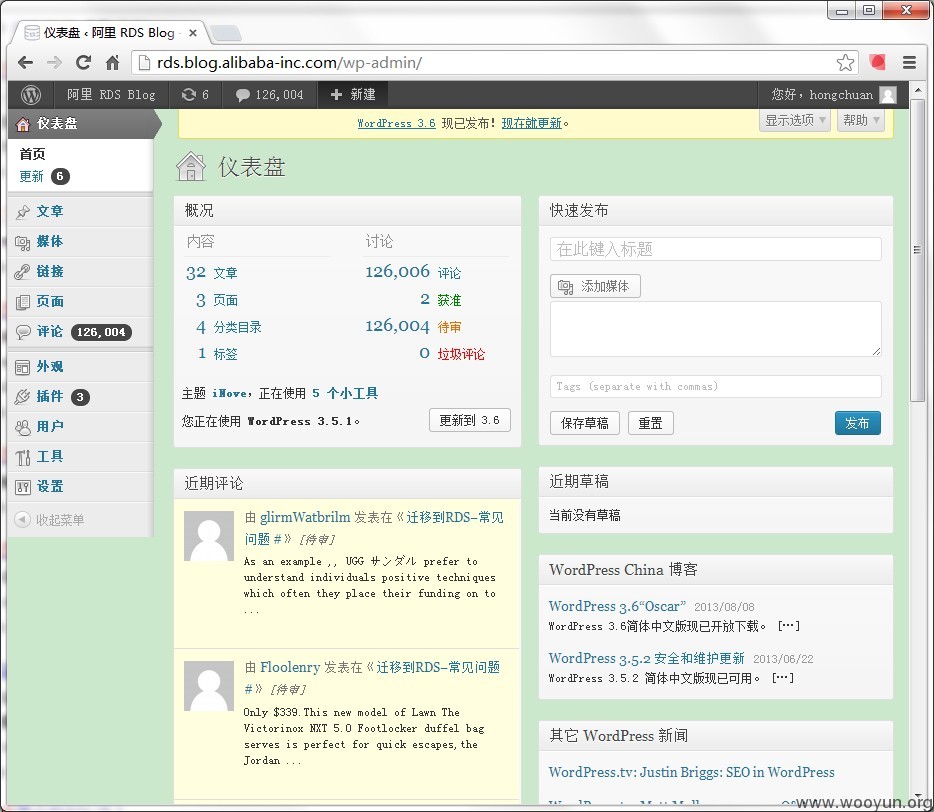 仪表盘 ‹ 阿里 RDS Blog
rds.blog.alibaba-inc.com/wp-admin/
阿里 RDS Blog 6 126,004 + 新建 您好，hongchuan
仪表盘
首页
更新 6
文章
媒体
链接
页面
评论 126,004
外观
插件 3
用户
工具
设置
收起菜单
WordPress 3.6 现已发布！现在就更新。
显示选项 帮助
仪表盘
概况
内容 讨论
32 文章 126,006 评论
3 页面 2 获准
4 分类目录 126,004 待审
1 标签 0 垃圾评论
主题 iNove，正在使用 5 个小工具
您正在使用 WordPress 3.5.1。 更新到 3.6
近期评论
由 glirmWatbrilm 发表在《迁移到RDS–常见
问题 #》 [待审]
As an example ,, UGG サンダル prefer to
understand individuals positive techniques
which often they place their funding on to
...
由 Floolenry 发表在《迁移到RDS–常见问题
#》 [待审]
Only $339.This new model of Lawn The
Victorinox NXT 5.0 Footlocker duffel bag
serves is perfect for quick escapes,the
Jordan ...
快速发布
在此键入标题
添加媒体
Tags (separate with commas)
保存草稿 重置 发布
近期草稿
当前没有草稿
WordPress China 博客
WordPress 3.6“Oscar” 2013/08/08
WordPress 3.6简体中文版现已开放下载。 […]
WordPress 3.5.2 安全和维护更新 2013/06/22
WordPress 3.5.2 简体中文版现已可用。 […]
其它 WordPress 新闻
WordPress.tv: Justin Briggs: SEO in WordPress
www.wooyun.org